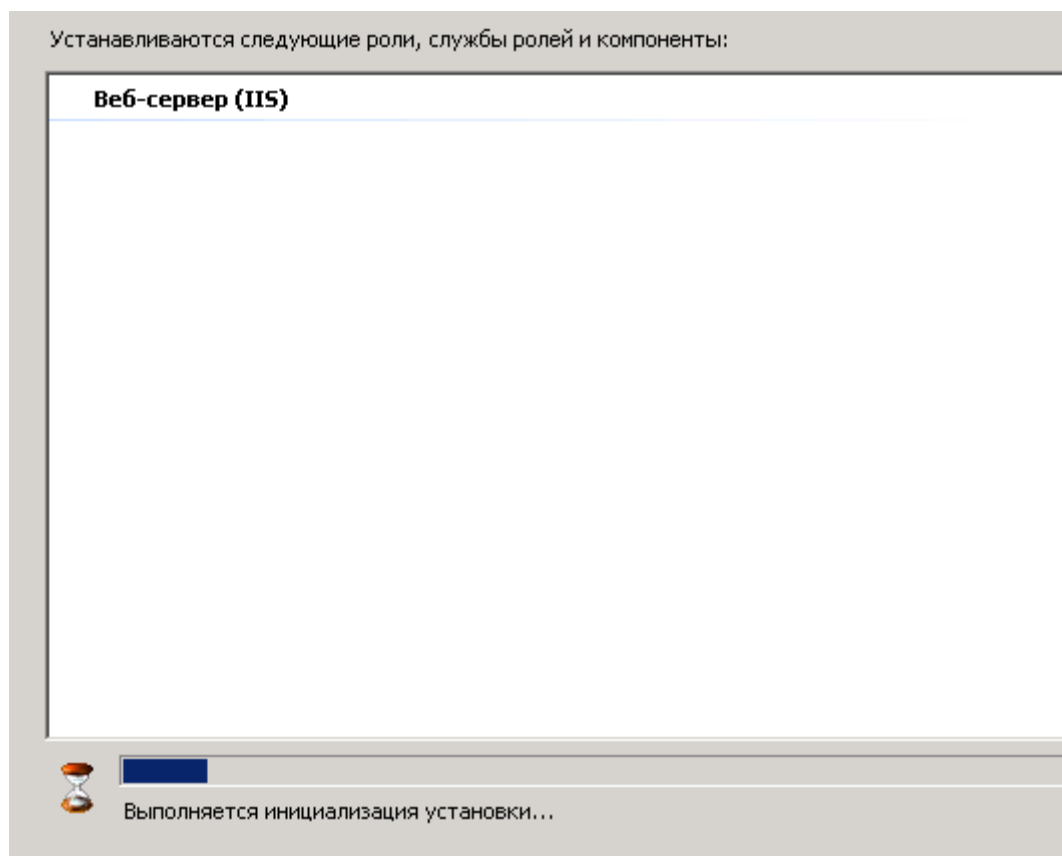 Устанавливаются следующие роли, службы ролей и компоненты:
Веб-сервер (IIS)
Выполняется инициализация установки...